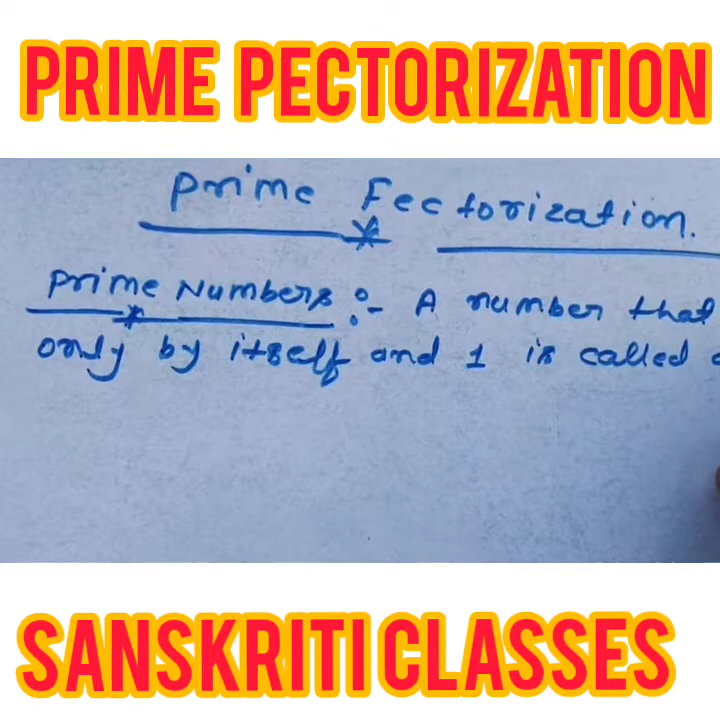 PRIME PECTORIZATION
Prime Fectorization.
Prime Numbers :- A number that
only by itself and 1 is called
SANSKRITI CLASSES